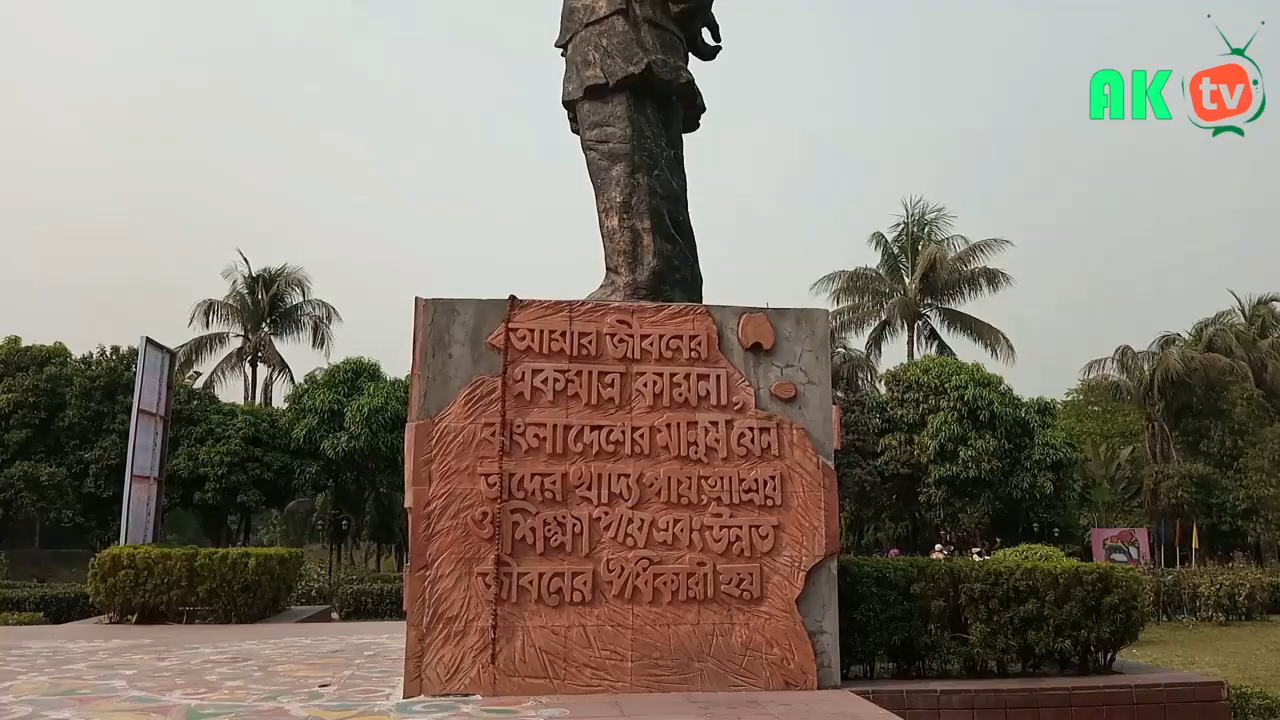 আমার জীবনের
একমাত্র কামনা,
বাংলা দেশের মানুষ যেন
তাদের খাদ্য পায়, আশ্রয়
ও শিক্ষা পায় এবং উন্নত
জীবনের অধিকারী হয়
AK tv